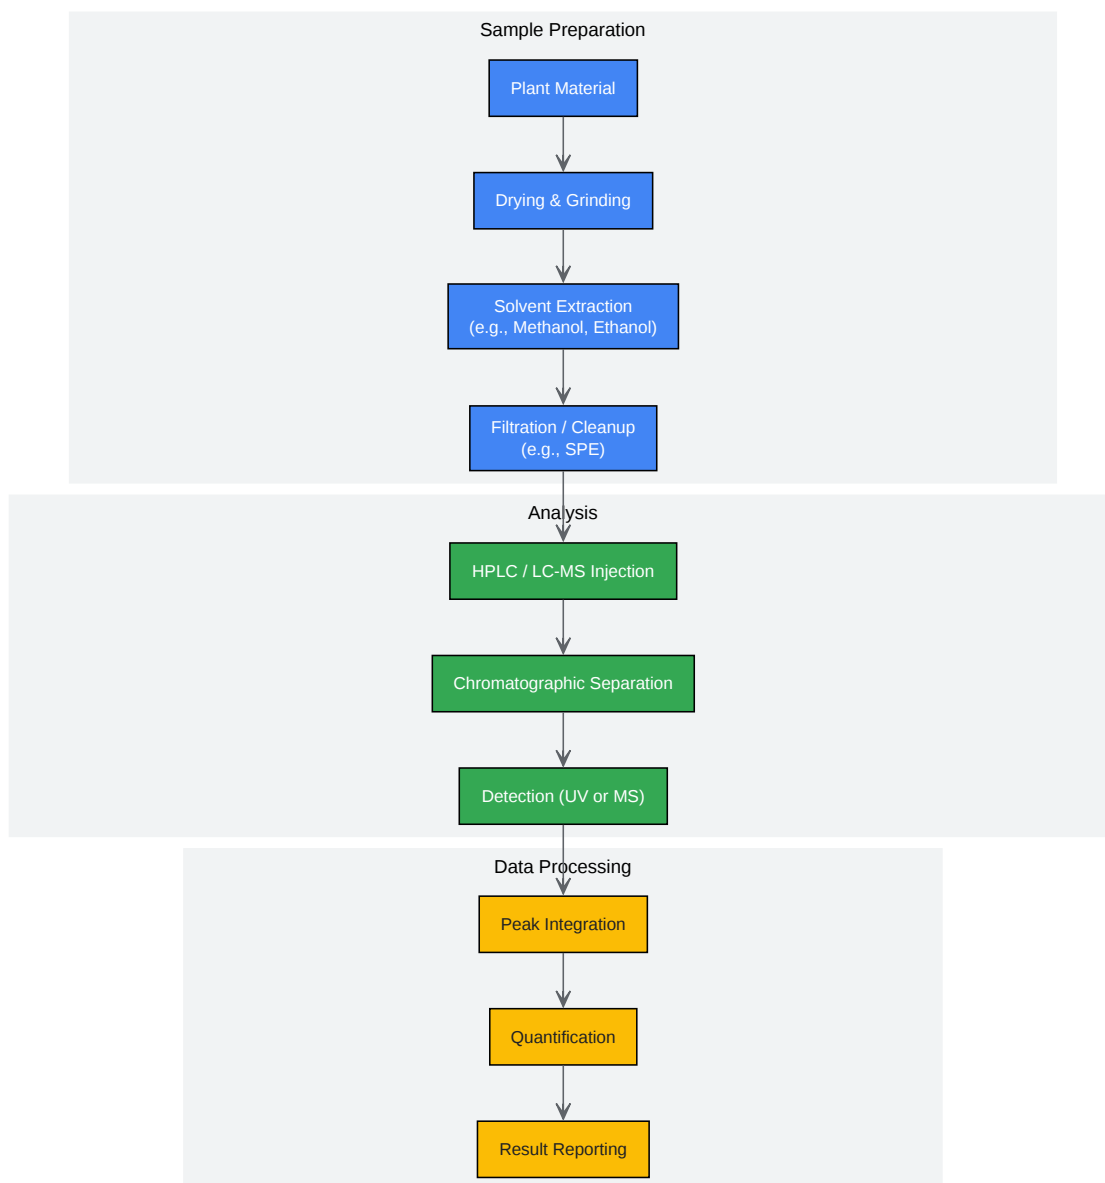 Sample Preparation
Plant Material
Drying & Grinding
Solvent Extraction
(e.g., Methanol, Ethanol)
Filtration / Cleanup
(e.g., SPE)
Analysis
HPLC / LC-MS Injection
Chromatographic Separation
Detection (UV or MS)
Data Processing
Peak Integration
Quantification
Result Reporting